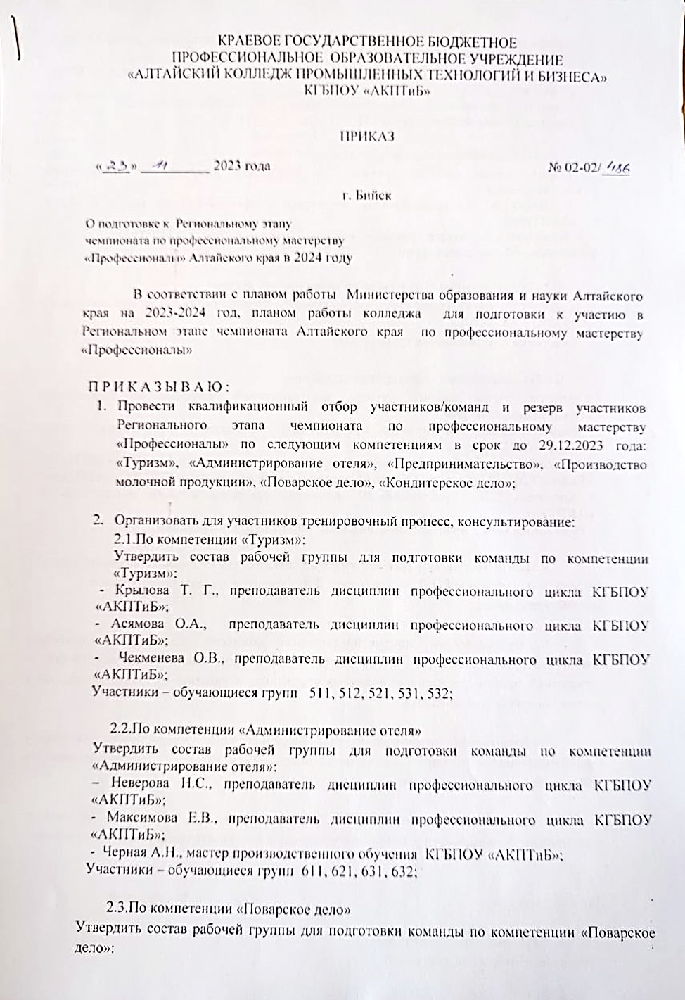 КРАЕВОЕ ГОСУДАРСТВЕННОЕ БЮДЖЕТНОЕ
ПРОФЕССИОНАЛЬНОЕ ОБРАЗОВАТЕЛЬНОЕ УЧРЕЖДЕНИЕ
«АЛТАЙСКИЙ КОЛЛЕДЖ ПРОМЫШЛЕННЫХ ТЕХНОЛОГИЙ И БИЗНЕСА»
КГБПОУ «АКПТиБ»
ПРИКАЗ
«23» 11 2023 года № 02-02/486
г. Бийск
О подготовке к Региональному этапу
чемпионата по профессиональному мастерству
«Профессионалы» Алтайского края в 2024 году
В соответствии с планом работы Министерства образования и науки Алтайского
края на 2023-2024 год, планом работы колледжа для подготовки к участию в
Региональном этапе чемпионата Алтайского края по профессиональному мастерству
«Профессионалы»
П Р И К А З Ы В А Ю :
1. Провести квалификационный отбор участников/команд и резерв участников
Регионального этапа чемпионата по профессиональному мастерству
«Профессионалы» по следующим компетенциям в срок до 29.12.2023 года:
«Туризм», «Администрирование отеля», «Предпринимательство», «Производство
молочной продукции», «Поварское дело», «Кондитерское дело»;
2. Организовать для участников тренировочный процесс, консультирование:
2.1.По компетенции «Туризм»:
Утвердить состав рабочей группы для подготовки команды по компетенции
«Туризм»:
- Крылова Т. Г., преподаватель дисциплин профессионального цикла КГБПОУ
«АКПТиБ»;
- Асямова О.А., преподаватель дисциплин профессионального цикла КГБПОУ
«АКПТиБ»;
- Чекменева О.В., преподаватель дисциплин профессионального цикла КГБПОУ
«АКПТиБ»;
Участники – обучающиеся групп 511, 512, 521, 531, 532;
2.2.По компетенции «Администрирование отеля»
Утвердить состав рабочей группы для подготовки команды по компетенции
«Администрирование отеля»:
– Неверова Н.С., преподаватель дисциплин профессионального цикла КГБПОУ
«АКПТиБ»;
- Максимова Е.В., преподаватель дисциплин профессионального цикла КГБПОУ
«АКПТиБ»;
- Черная А.Н., мастер производственного обучения КГБПОУ «АКПТиБ»;
Участники – обучающиеся групп 611, 621, 631, 632;
2.3.По компетенции «Поварское дело»
Утвердить состав рабочей группы для подготовки команды по компетенции «Поварское
дело»: